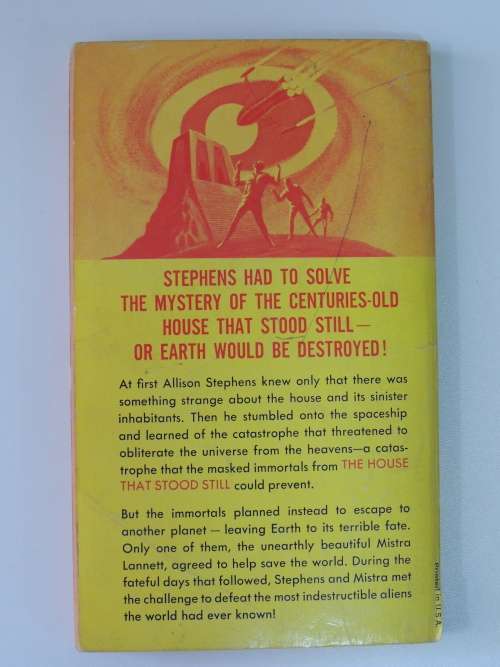 STEPHENS HAD TO SOLVE
THE MYSTERY OF THE CENTURIES-OLD
HOUSE THAT STOOD STILL—
OR EARTH WOULD BE DESTROYED!
At first Allison Stephens knew only that there was
something strange about the house and its sinister
inhabitants. Then he stumbled onto the spaceship
and learned of the catastrophe that threatened to
obliterate the universe from the heavens—a catas-
trophe that the masked immortals from THE HOUSE
THAT STOOD STILL could prevent.
But the immortals planned instead to escape to
another planet — leaving Earth to its terrible fate.
Only one of them, the unearthly beautiful Mistra
Lannett, agreed to help save the world. During the
fateful days that followed, Stephens and Mistra met
the challenge to defeat the most indestructible aliens
the world had ever known!
Printed in U.S.A.